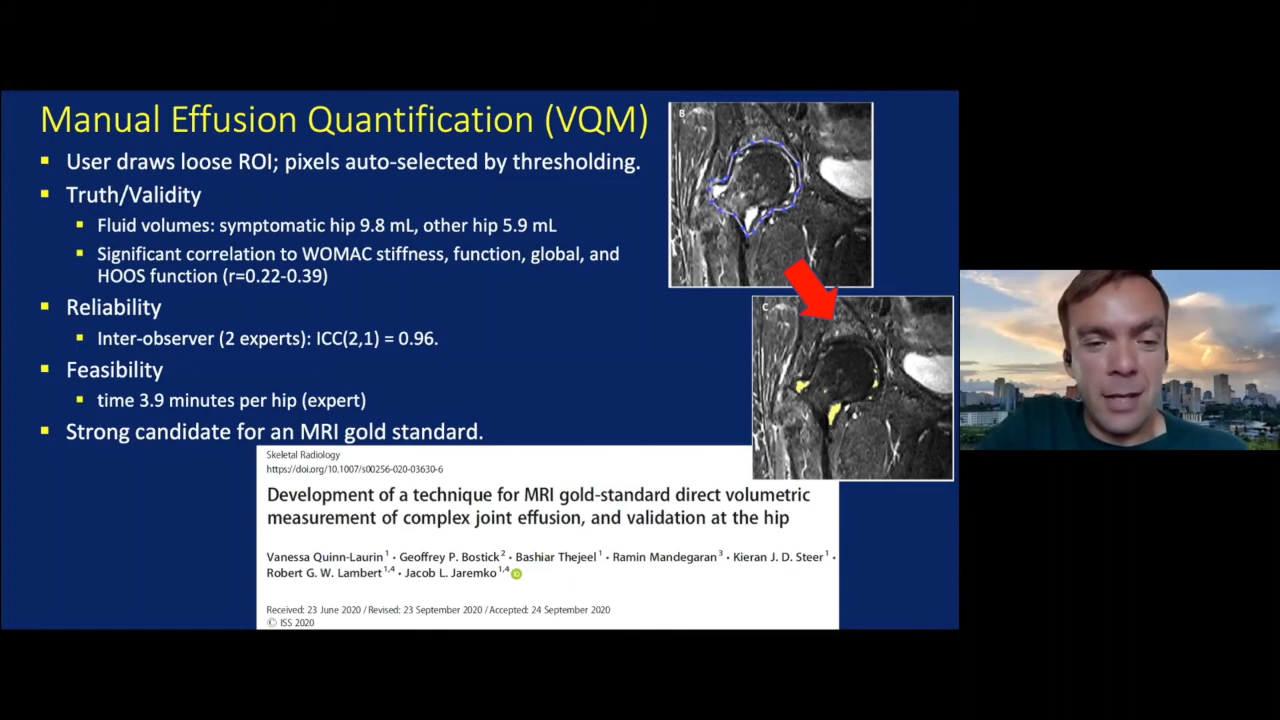 Manual Effusion Quantification (VQM)
▪ User draws loose ROI; pixels auto-selected by thresholding.
▪ Truth/Validity
▪ Fluid volumes: symptomatic hip 9.8 mL, other hip 5.9 mL
▪ Significant correlation to WOMAC stiffness, function, global, and
HOOS function (r=0.22-0.39)
▪ Reliability
▪ Inter-observer (2 experts): ICC(2,1) = 0.96.
▪ Feasibility
▪ time 3.9 minutes per hip (expert)
▪ Strong candidate for an MRI gold standard.
B
C
Skeletal Radiology
https://doi.org/10.1007/s00256-020-03630-6
Development of a technique for MRI gold-standard direct volumetric
measurement of complex joint effusion, and validation at the hip
Vanessa Quinn-Laurin 1 · Geoffrey P. Bostick 2 · Bashiar Thejeel 1 · Ramin Mandegaran 3 · Kieran J. D. Steer 1 ·
Robert G. W. Lambert 1,4 · Jacob L. Jaremko 1,4
Received: 23 June 2020 / Revised: 23 September 2020 / Accepted: 24 September 2020
© ISS 2020